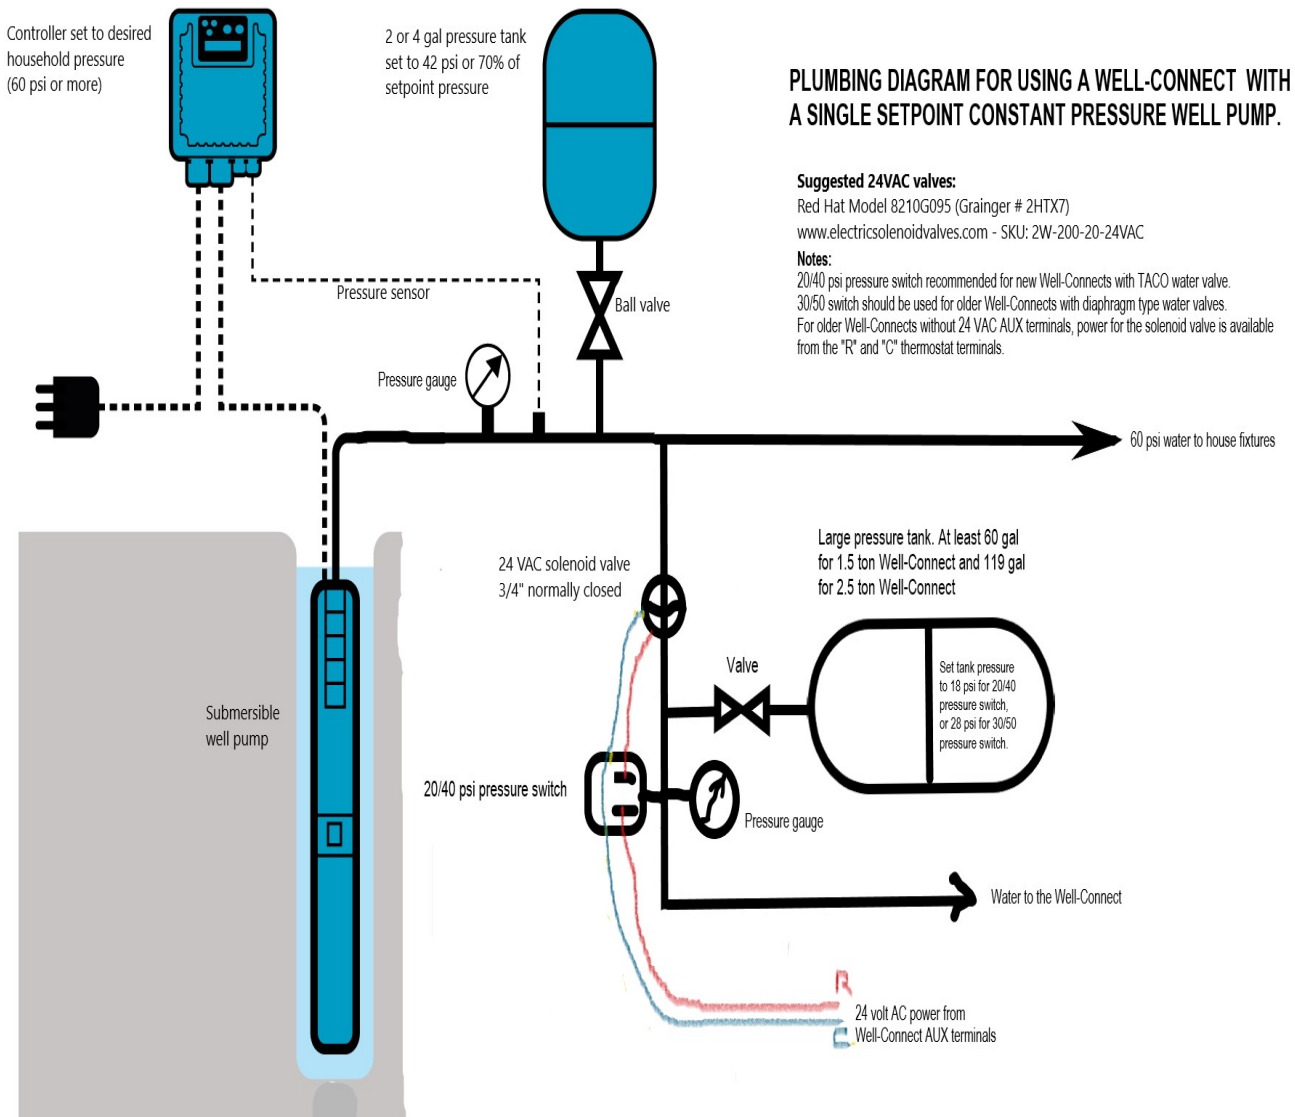 Controller set to desired
household pressure
(60 psi or more)
2 or 4 gal pressure tank
set to 42 psi or 70% of
setpoint pressure
PLUMBING DIAGRAM FOR USING A WELL-CONNECT WITH
A SINGLE SETPOINT CONSTANT PRESSURE WELL PUMP.
Suggested 24VAC valves:
Red Hat Model 8210G095 (Grainger # 2HTX7)
www.electricsolenoidvalves.com - SKU: 2W-200-20-24VAC
Notes:
20/40 psi pressure switch recommended for new Well-Connects with TACO water valve.
30/50 switch should be used for older Well-Connects with diaphragm type water valves.
For older Well-Connects without 24 VAC AUX terminals, power for the solenoid valve is available
from the "R" and "C" thermostat terminals.
Pressure sensor
Ball valve
Pressure gauge
60 psi water to house fixtures
24 VAC solenoid valve
3/4" normally closed
Large pressure tank. At least 60 gal
for 1.5 ton Well-Connect and 119 gal
for 2.5 ton Well-Connect
Valve
Set tank pressure
to 18 psi for 20/40
pressure switch,
or 28 psi for 30/50
pressure switch.
Submersible
well pump
20/40 psi pressure switch
Pressure gauge
Water to the Well-Connect
R
24 volt AC power from
C
Well-Connect AUX terminals